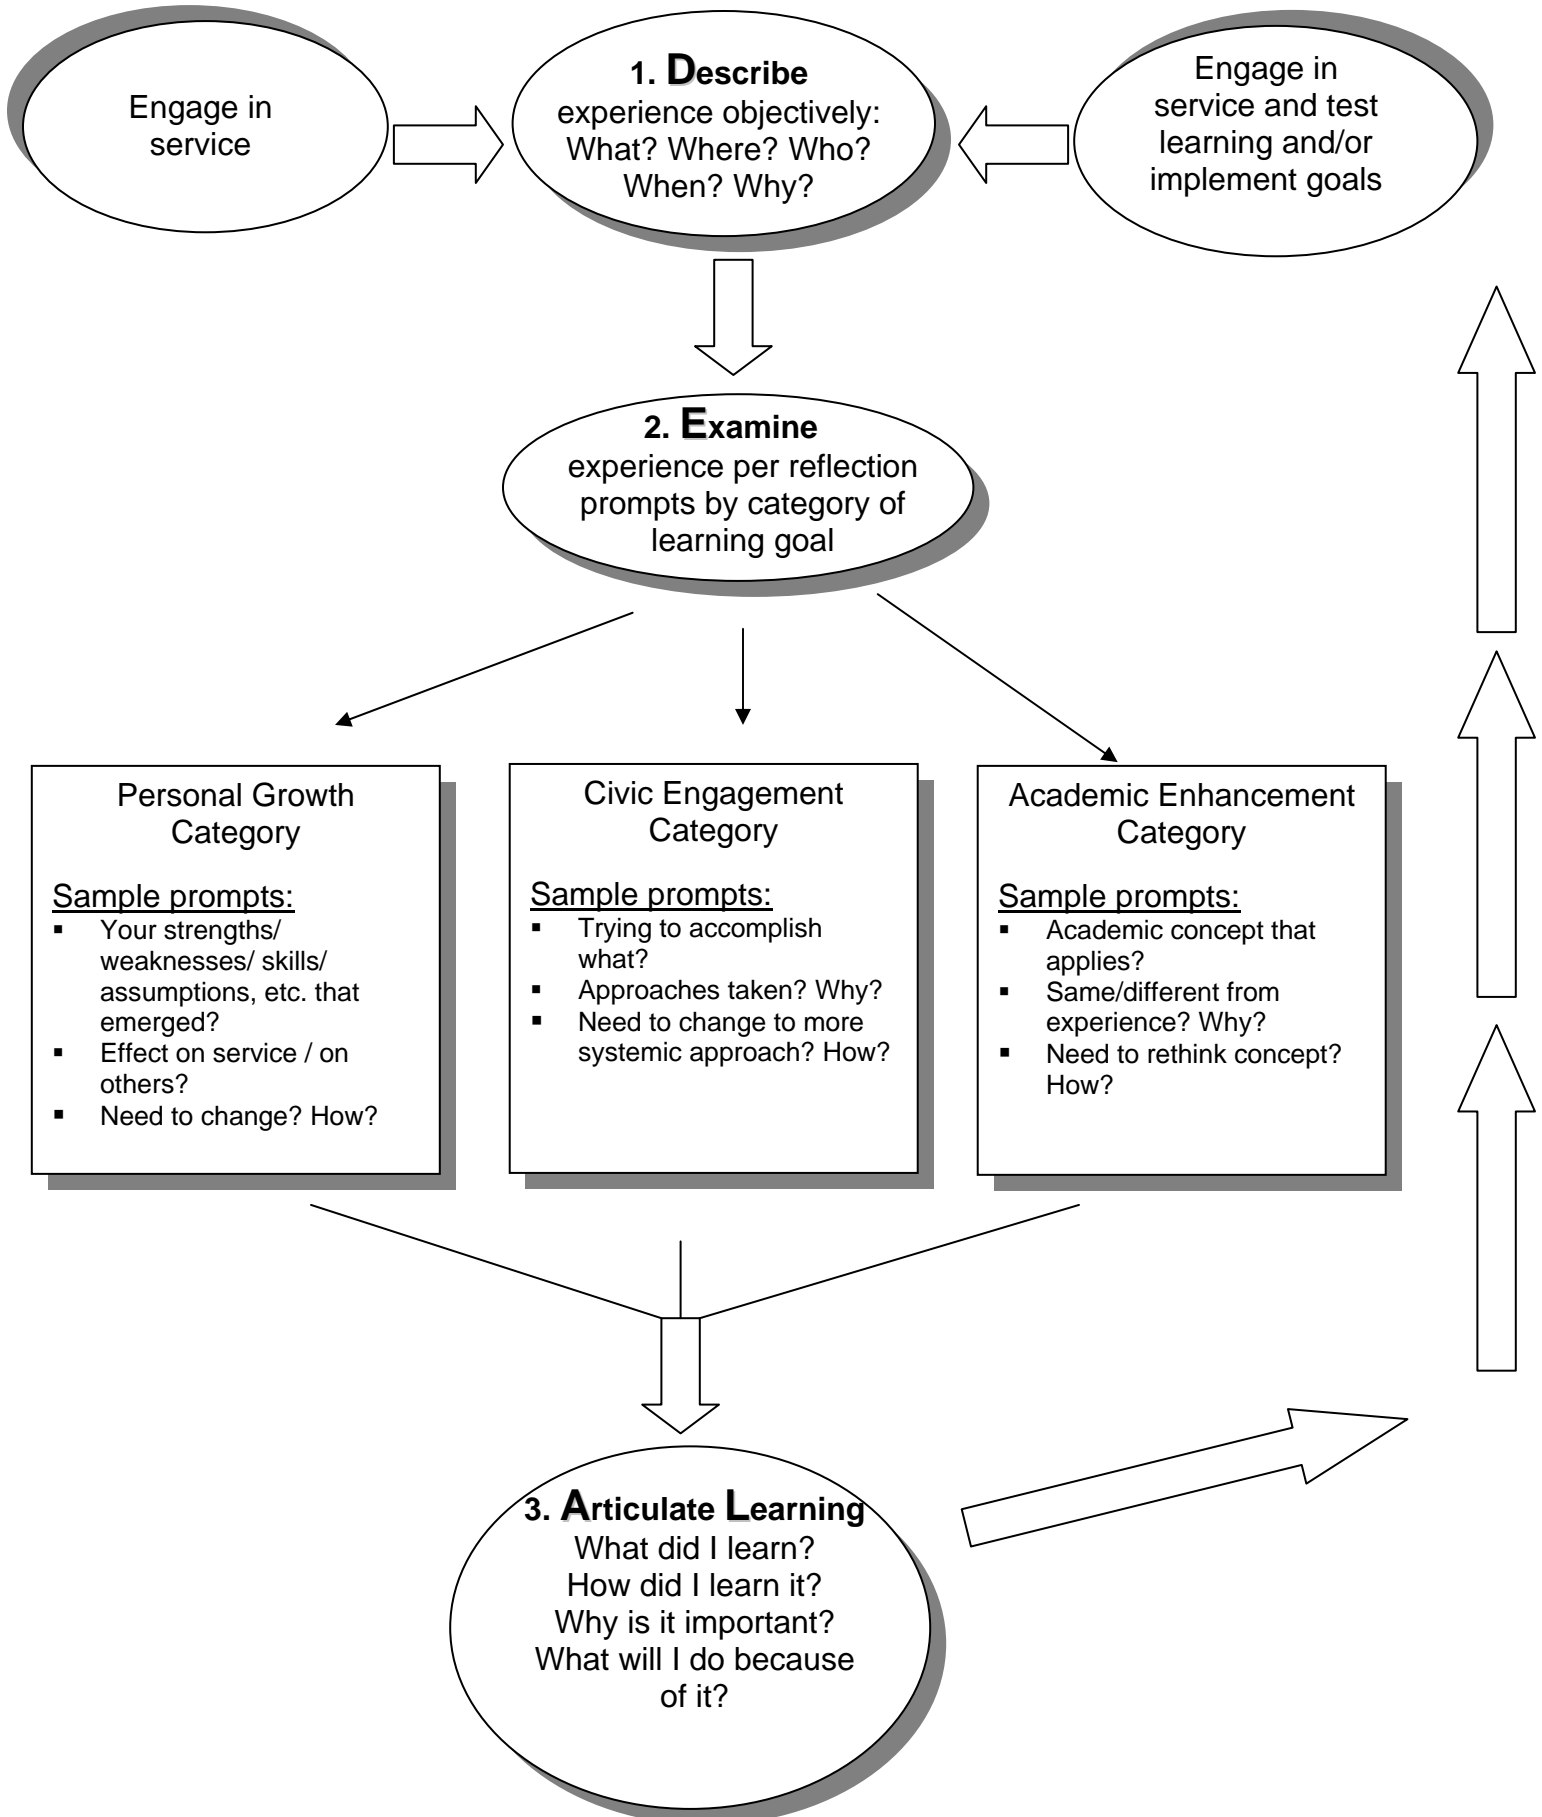 Engage in
service
1. Describe
experience objectively:
What? Where? Who?
When? Why?
Engage in
service and test
learning and/or
implement goals
2. Examine
experience per reflection
prompts by category of
learning goal
Personal Growth
Category
Sample prompts:
▪ Your strengths/
weaknesses/ skills/
assumptions, etc. that
emerged?
▪ Effect on service / on
others?
▪ Need to change? How?
Civic Engagement
Category
Sample prompts:
▪ Trying to accomplish
what?
▪ Approaches taken? Why?
▪ Need to change to more
systemic approach? How?
Academic Enhancement
Category
Sample prompts:
▪ Academic concept that
applies?
▪ Same/different from
experience? Why?
▪ Need to rethink concept?
How?
3. Articulate Learning
What did I learn?
How did I learn it?
Why is it important?
What will I do because
of it?